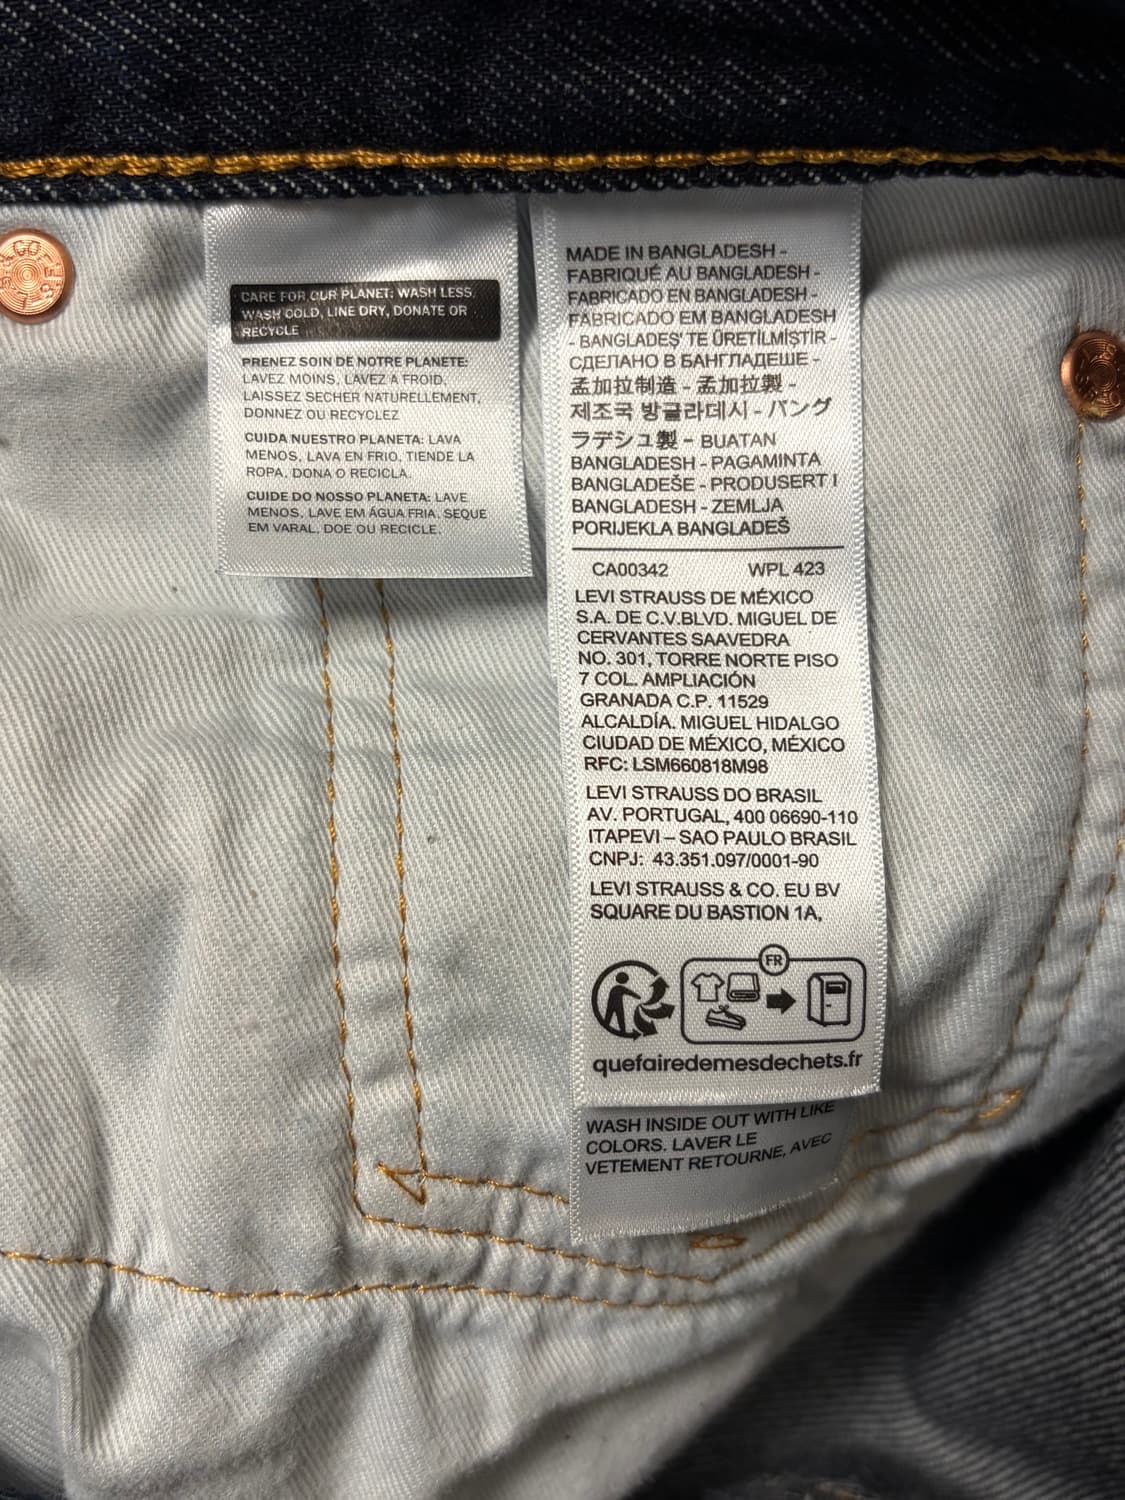 CARE FOR OUR PLANET: WASH LESS,
WASH COLD, LINE DRY, DONATE OR
RECYCLE
PRENEZ SOIN DE NOTRE PLANETE:
LAVEZ MOINS, LAVEZ A FROID,
LAISSEZ SECHER NATURELLEMENT,
DONNEZ OU RECYCLEZ
CUIDA NUESTRO PLANETA: LAVA
MENOS, LAVA EN FRIO, TIENDE LA
ROPA, DONA O RECICLA.
CUIDE DO NOSSO PLANETA: LAVE
MENOS, LAVE EM ÁGUA FRIA, SEQUE
EM VARAL, DOE OU RECICLE.
MADE IN BANGLADESH -
FABRIQUÉ AU BANGLADESH -
FABRICADO EN BANGLADESH -
FABRICADO EM BANGLADESH
- BANGLADES' TE ÜRETİLMİŞTİR -
СДЕЛАНО В БАНГЛАДЕШЕ -
孟加拉制造 - 孟加拉製 -
제조국 방글라데시 - バング
ラデシュ製 - BUATAN
BANGLADESH - PAGAMINTA
BANGLADEŠE - PRODUSERT I
BANGLADESH - ZEMLJA
PORIJEKLA BANGLADEŠ
CA00342 WPL 423
LEVI STRAUSS DE MÉXICO
S.A. DE C.V.BLVD. MIGUEL DE
CERVANTES SAAVEDRA
NO. 301, TORRE NORTE PISO
7 COL. AMPLIACIÓN
GRANADA C.P. 11529
ALCALDÍA. MIGUEL HIDALGO
CIUDAD DE MÉXICO, MÉXICO
RFC: LSM660818M98
LEVI STRAUSS DO BRASIL
AV. PORTUGAL, 400 06690-110
ITAPEVI – SAO PAULO BRASIL
CNPJ: 43.351.097/0001-90
LEVI STRAUSS & CO. EU BV
SQUARE DU BASTION 1A,
FR
quefairedemesdechets.fr
WASH INSIDE OUT WITH LIKE
COLORS. LAVER LE
VETEMENT RETOURNE, AVEC